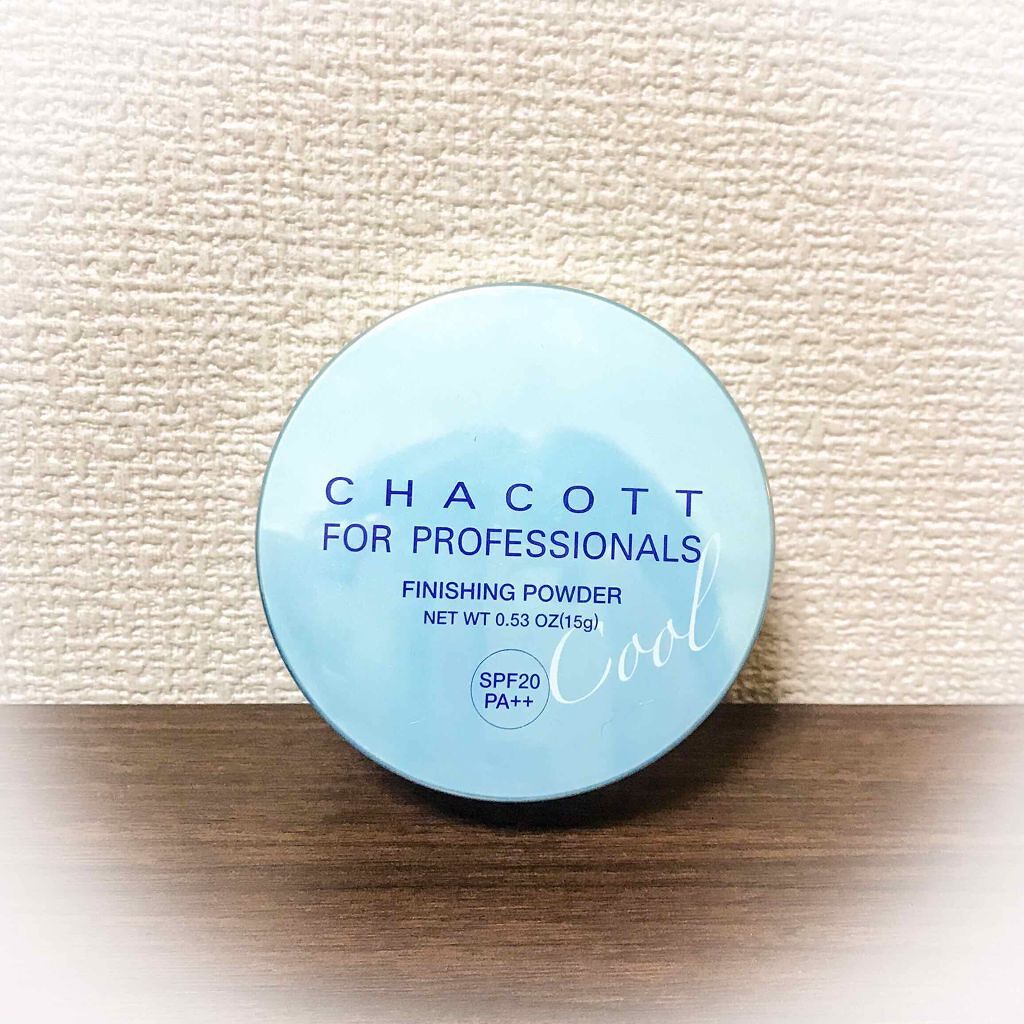 CHACOTT
FOR PROFESSIONALS
FINISHING POWDER
NET WT 0.53 OZ(15g)
Cool
SPF20
PA++